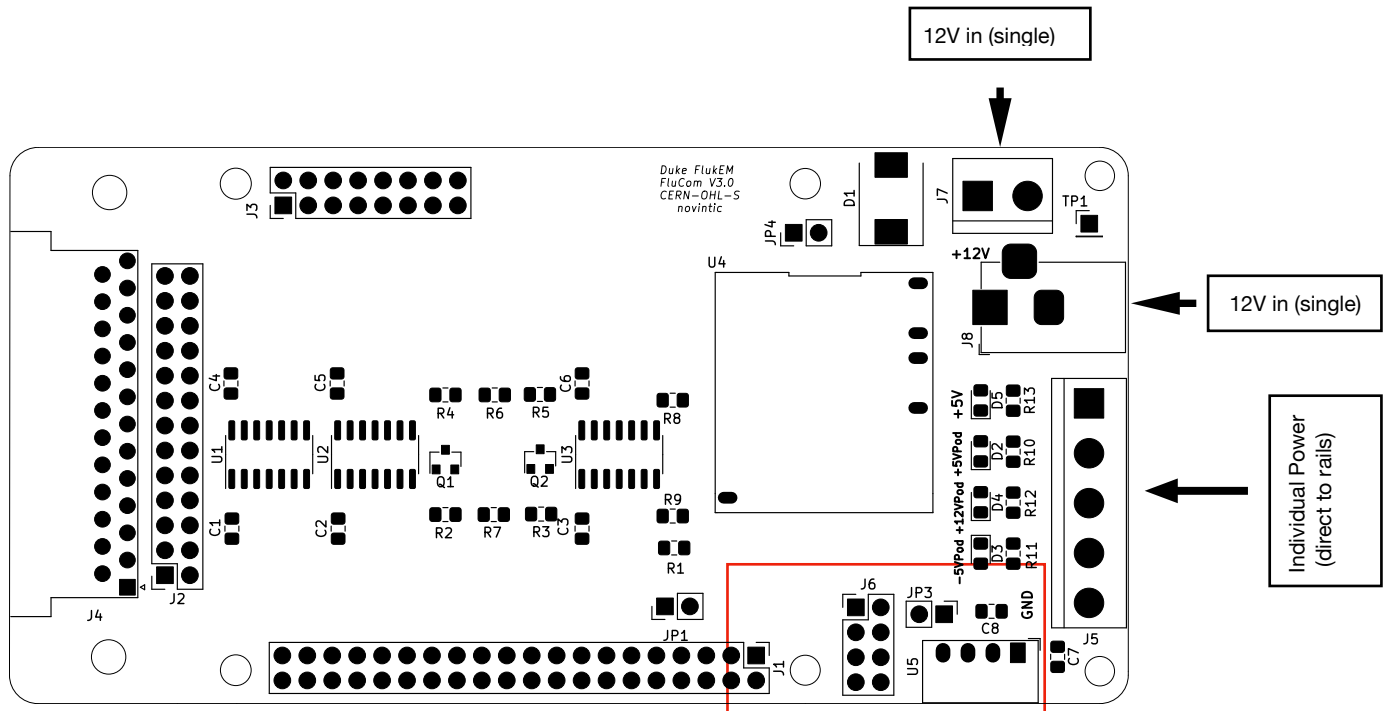 12V in (single)
Duke FlukEM
FluCom V3.0
CERN-OHL-S
novintic
J3
D1
J7
TP1
JP4
+12V
U4
12V in (single)
J8
C4
C5
C6
R4
R6
R5
R8
+5V
D5
R13
U1
U2
U3
Q1
Q2
+5VPod
D2
R10
Individual Power
(direct to rails)
+12VPod
D4
R12
C1
C2
C3
R2
R7
R3
R9
R1
-5VPod
D3
R11
J2
J4
JP1
J1
J6
JP3
C8
GND
U5
C7
J5